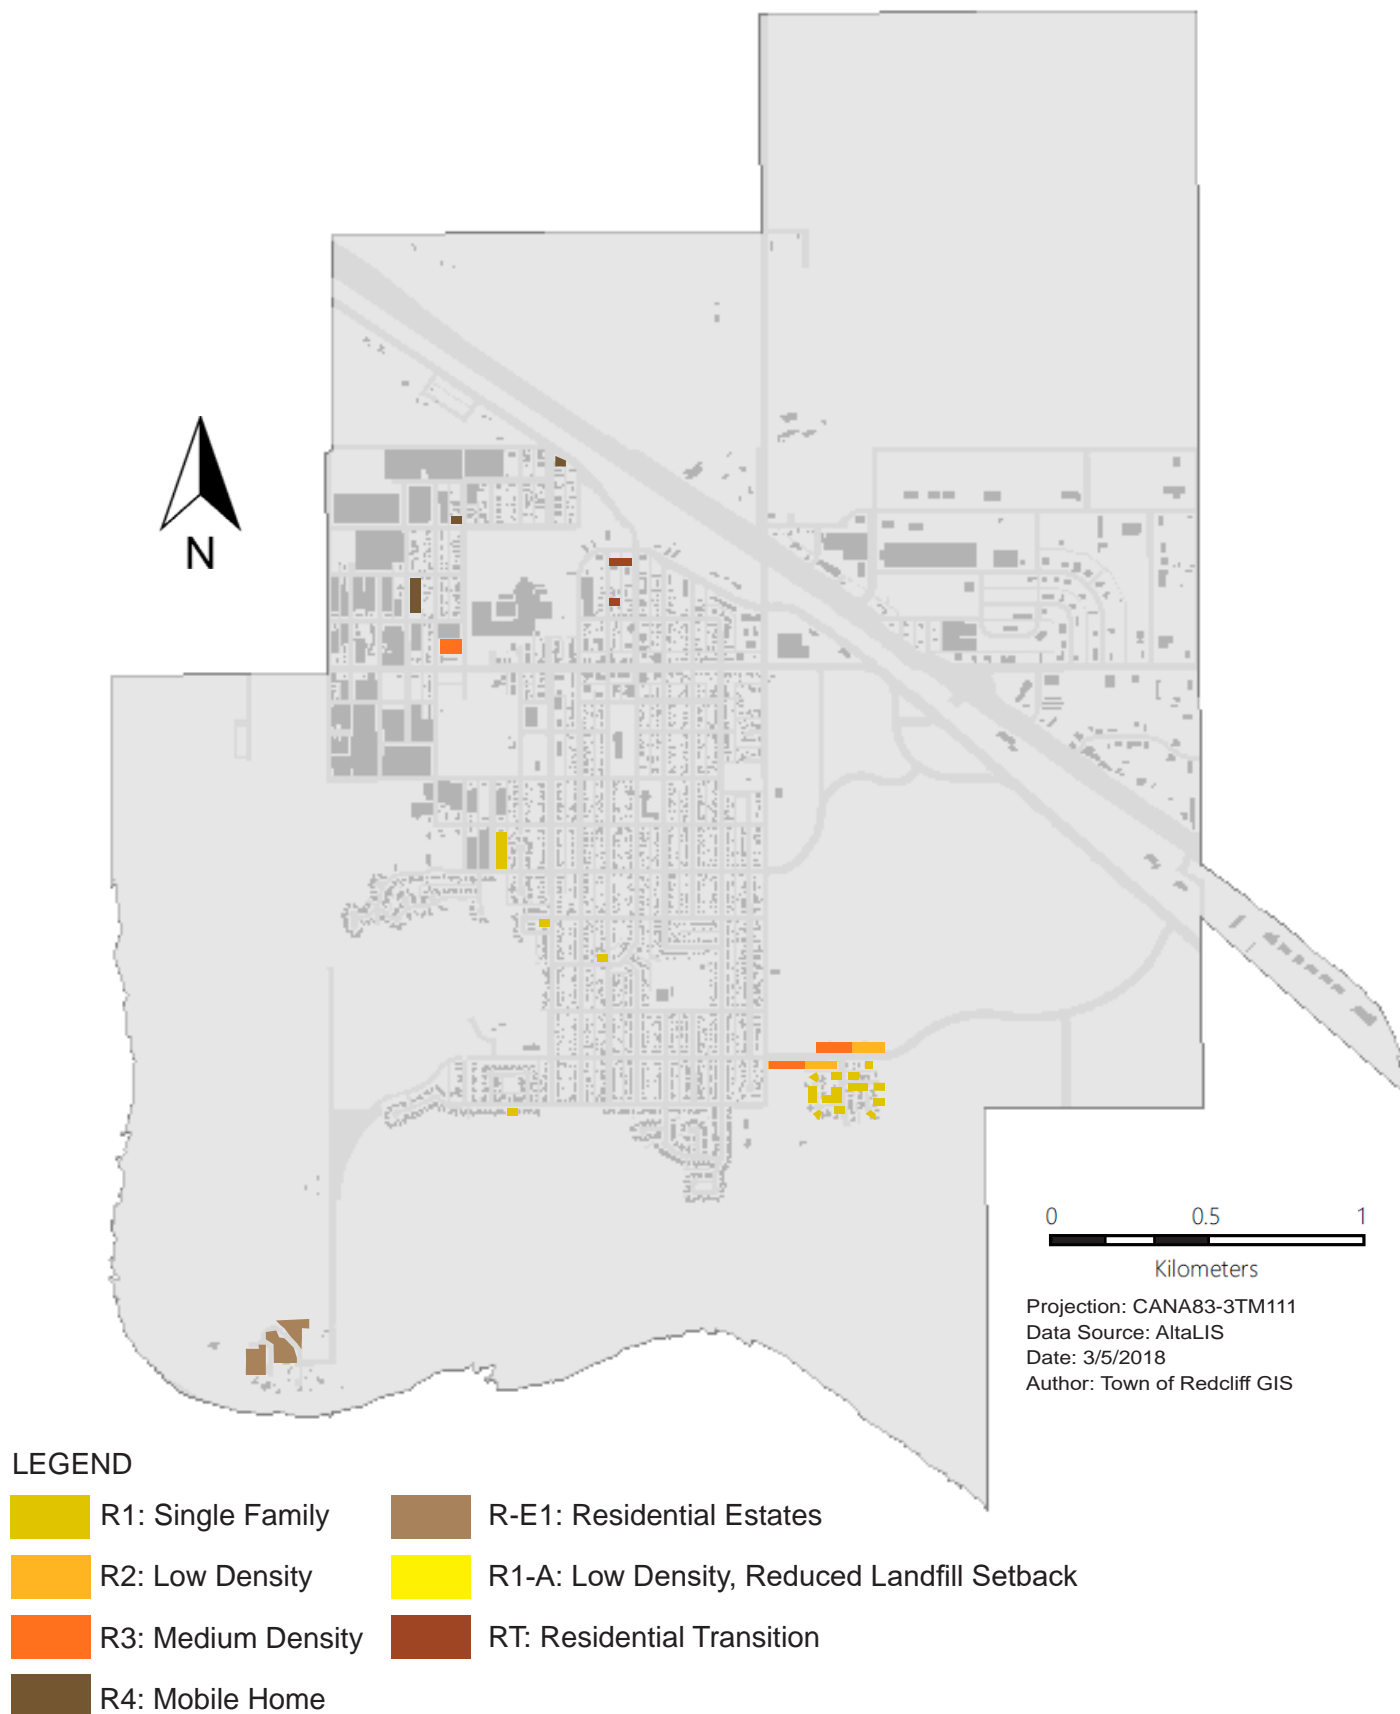 N
0 0.5 1
Kilometers
Projection: CANA83-3TM111
Data Source: AltaLIS
Date: 3/5/2018
Author: Town of Redcliff GIS
LEGEND
R1: Single Family
R2: Low Density
R3: Medium Density
R4: Mobile Home
R-E1: Residential Estates
R1-A: Low Density, Reduced Landfill Setback
RT: Residential Transition